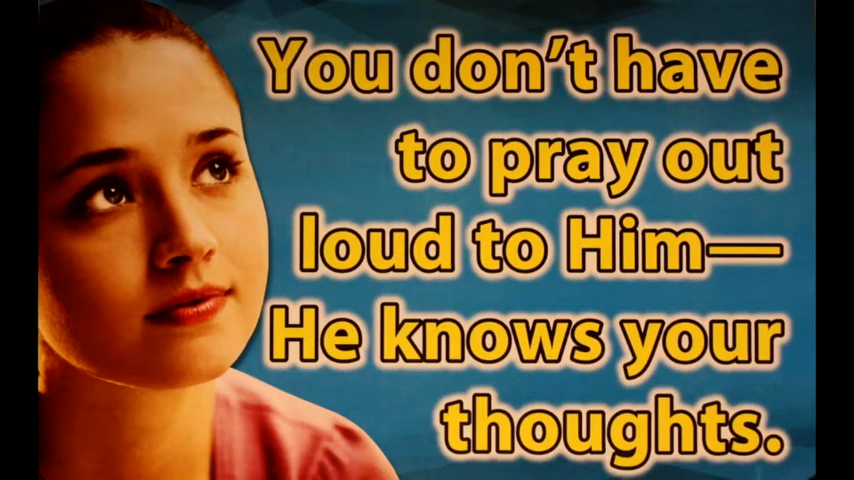 You don’t have
to pray out
loud to Him—
He knows your
thoughts.